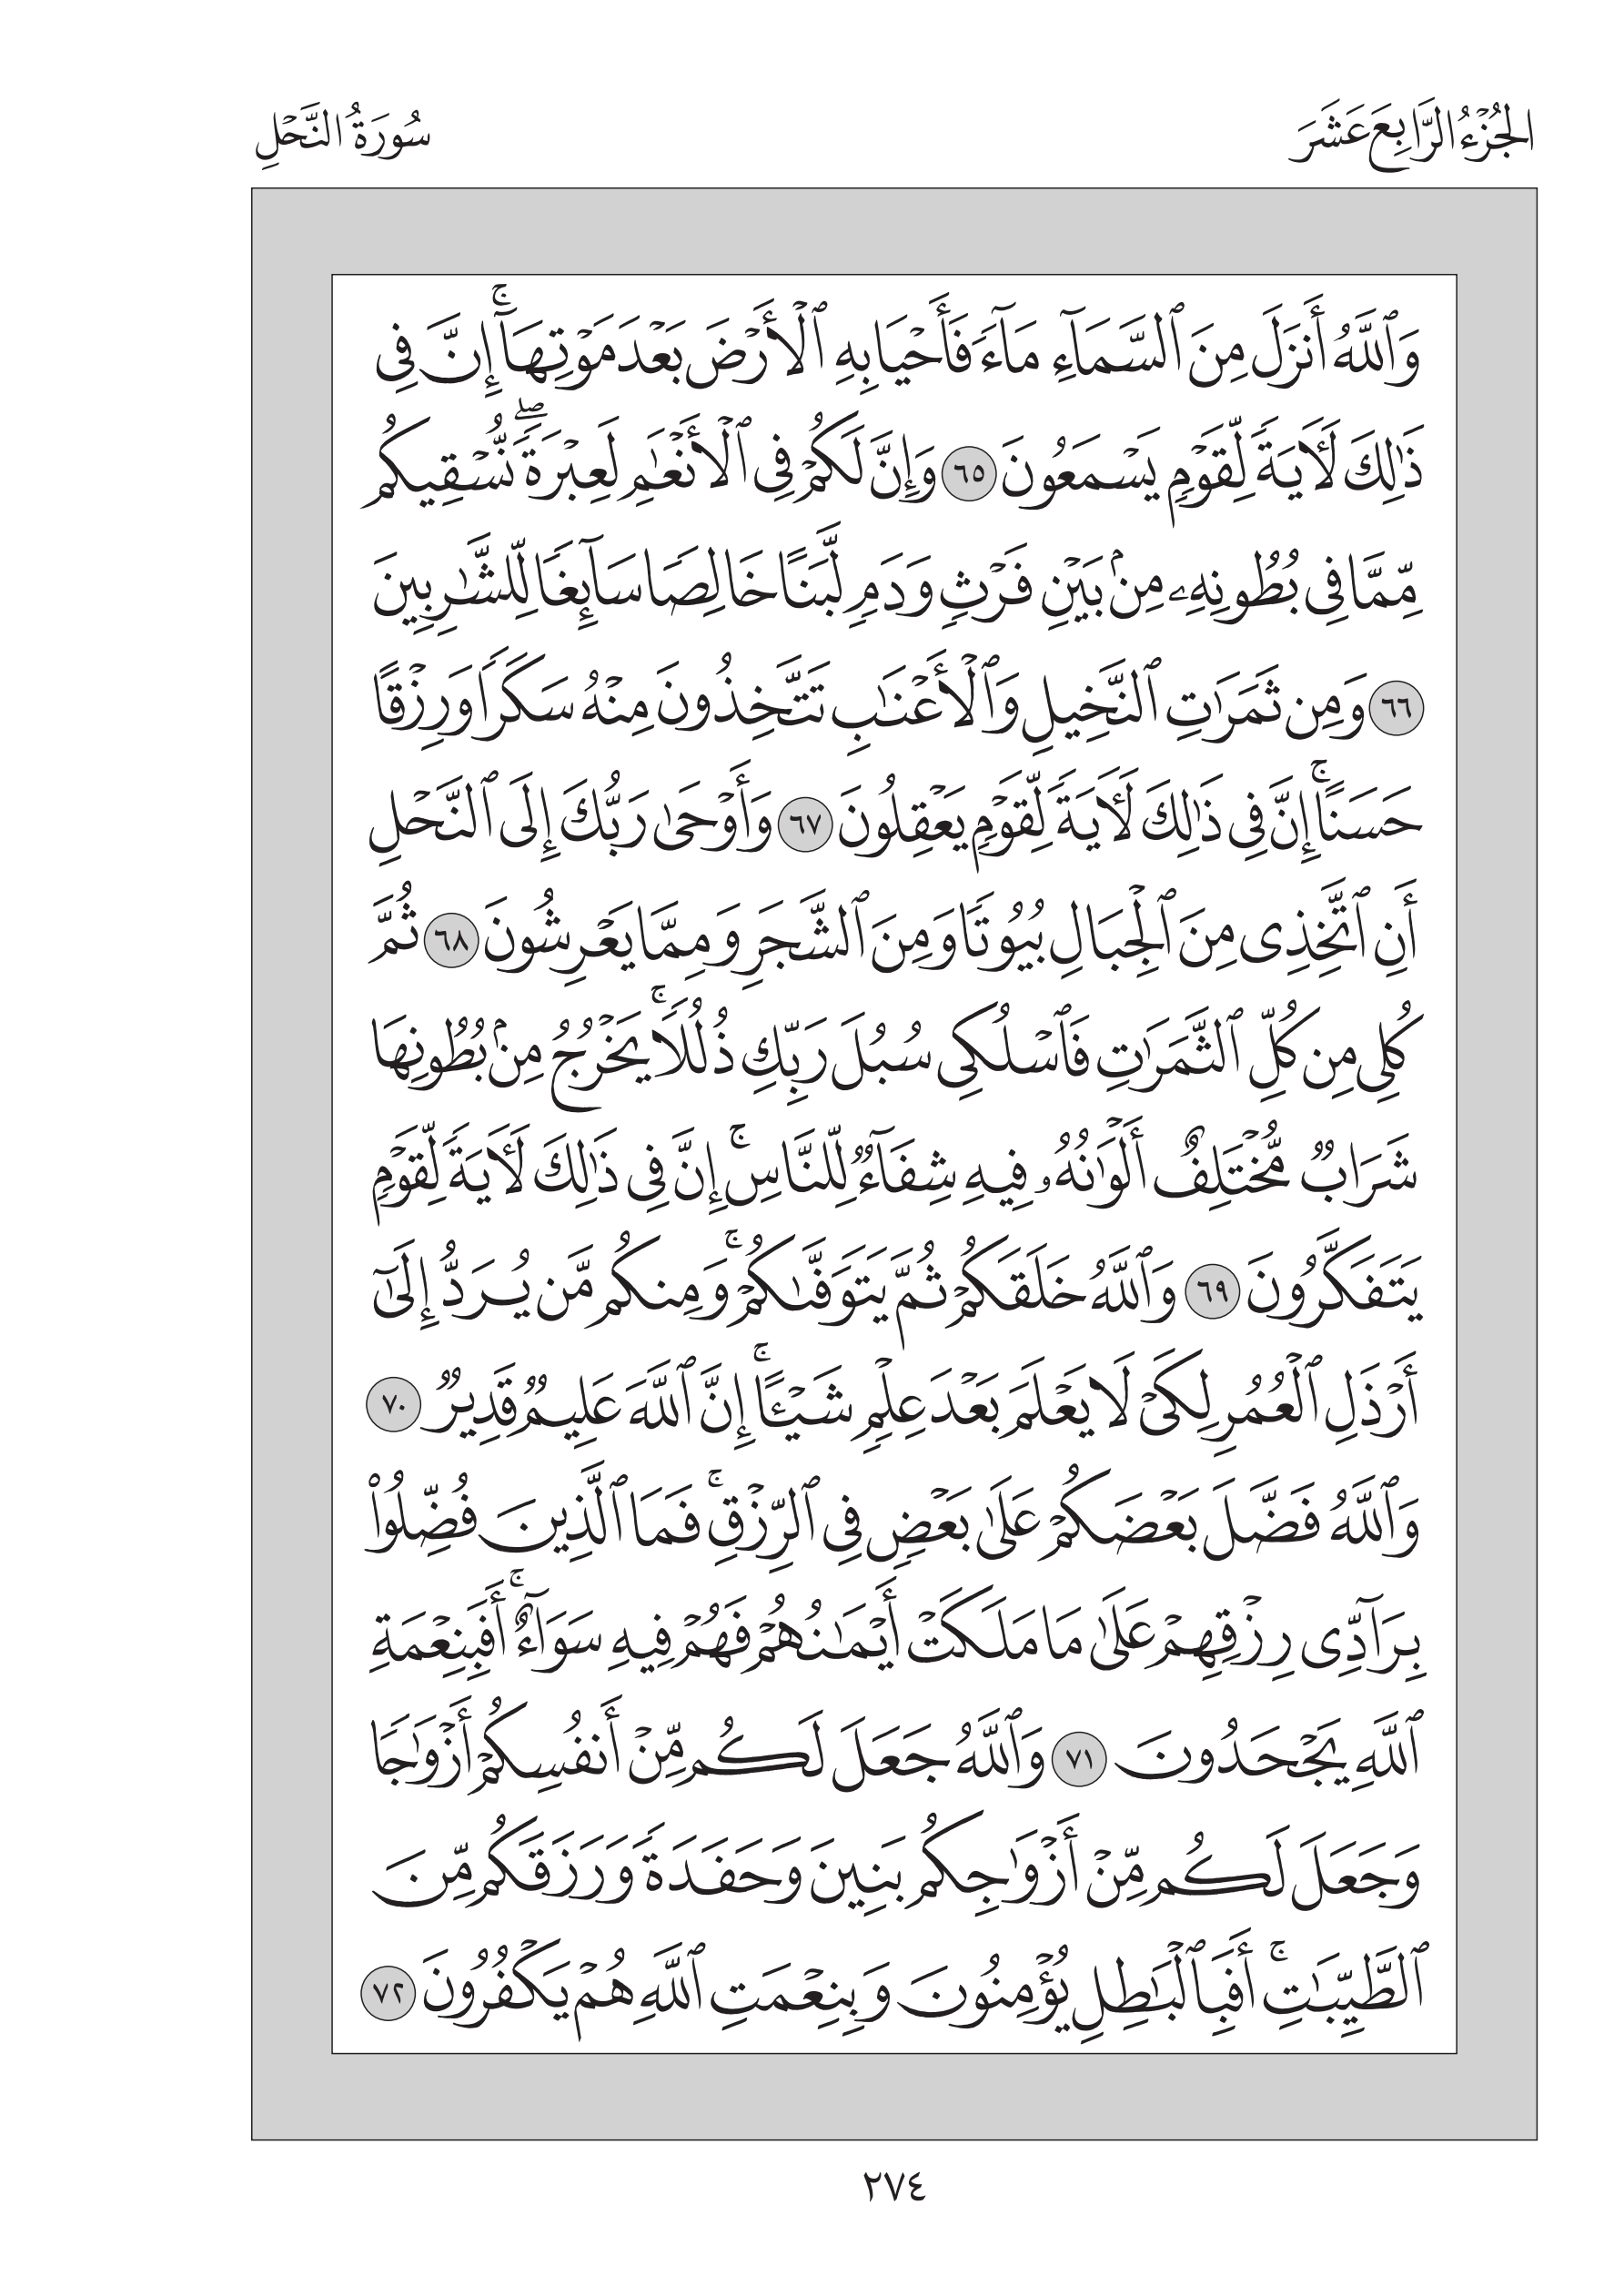 الجُزْءُ الرَّابِعَ عَشَرَ
سُورَةُ النَّحْلِ
وَٱللَّهُ أَنزَلَ مِنَ ٱلسَّمَآءِ مَآءً فَأَحْيَا بِهِ ٱلْأَرْضَ بَعْدَ مَوْتِهَآ ۚ إِنَّ فِى
ذَٰلِكَ لَءَايَةً لِّقَوْمٍ يَسْمَعُونَ ٦٥ وَإِنَّ لَكُمْ فِى ٱلْأَنْعَٰمِ لَعِبْرَةً ۖ نُّسْقِيكُم
مِّمَّا فِى بُطُونِهِۦ مِنۢ بَيْنِ فَرْثٍ وَدَمٍ لَّبَنًا خَالِصًا سَآئِغًا لِّلشَّٰرِبِينَ
٦٦ وَمِن ثَمَرَٰتِ ٱلنَّخِيلِ وَٱلْأَعْنَٰبِ تَتَّخِذُونَ مِنْهُ سَكَرًا وَرِزْقًا
حَسَنًا ۗ إِنَّ فِى ذَٰلِكَ لَءَايَةً لِّقَوْمٍ يَعْقِلُونَ ٦٧ وَأَوْحَىٰ رَبُّكَ إِلَى ٱلنَّحْلِ
أَنِ ٱتَّخِذِى مِنَ ٱلْجِبَالِ بُيُوتًا وَمِنَ ٱلشَّجَرِ وَمِمَّا يَعْرِشُونَ ٦٨ ثُمَّ
كُلِى مِن كُلِّ ٱلثَّمَرَٰتِ فَٱسْلُكِى سُبُلَ رَبِّكِ ذُلُلًا ۚ يَخْرُجُ مِنۢ بُطُونِهَا
شَرَابٌ مُّخْتَلِفٌ أَلْوَٰنُهُۥ فِيهِ شِفَآءٌ لِّلنَّاسِ ۚ إِنَّ فِى ذَٰلِكَ لَءَايَةً لِّقَوْمٍ
يَتَفَكَّرُونَ ٦٩ وَٱللَّهُ خَلَقَكُمْ ثُمَّ يَتَوَفَّىٰكُمْ ۚ وَمِنكُم مَّن يُرَدُّ إِلَىٰٓ
أَرْذَلِ ٱلْعُمُرِ لِكَىْ لَا يَعْلَمَ بَعْدَ عِلْمٍ شَيْـًٔا ۚ إِنَّ ٱللَّهَ عَلِيمٌ قَدِيرٌ ٧٠
وَٱللَّهُ فَضَّلَ بَعْضَكُمْ عَلَىٰ بَعْضٍ فِى ٱلرِّزْقِ ۚ فَمَا ٱلَّذِينَ فُضِّلُوا۟
بِرَآدِّى رِزْقِهِمْ عَلَىٰ مَا مَلَكَتْ أَيْمَٰنُهُمْ فَهُمْ فِيهِ سَوَآءٌ ۚ أَفَبِنِعْمَةِ
ٱللَّهِ يَجْحَدُونَ ٧١ وَٱللَّهُ جَعَلَ لَكُم مِّنْ أَنفُسِكُمْ أَزْوَٰجًا
وَجَعَلَ لَكُم مِّنْ أَزْوَٰجِكُم بَنِينَ وَحَفَدَةً وَرَزَقَكُم مِّنَ
ٱلطَّيِّبَٰتِ ۚ أَفَبِٱلْبَٰطِلِ يُؤْمِنُونَ وَبِنِعْمَتِ ٱللَّهِ هُمْ يَكْفُرُونَ ٧٢
٢٧٤